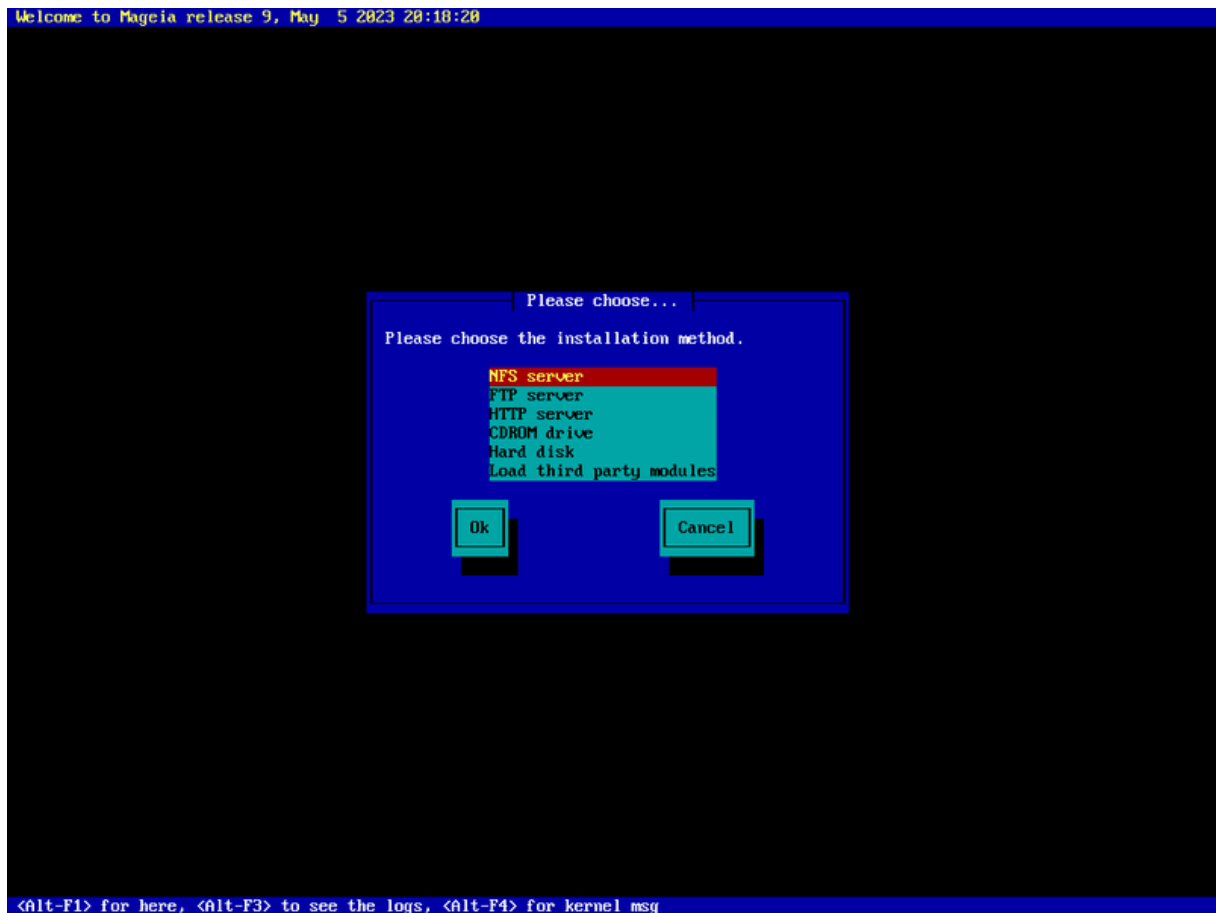 Welcome to Mageia release 9, May  5 2023 20:18:20
Please choose...
Please choose the installation method.
NFS server
FTP server
HTTP server
CDROM drive
Hard disk
Load third party modules
Ok Cancel
<Alt-F1> for here, <Alt-F3> to see the logs, <Alt-F4> for kernel msg